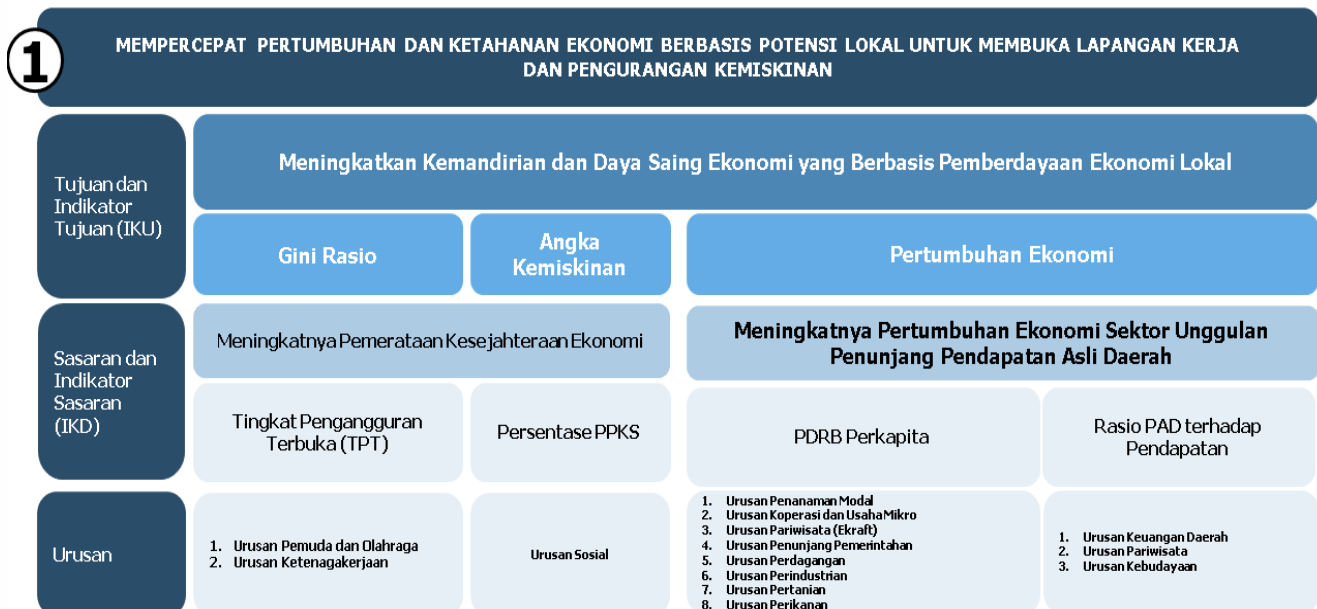 1
MEMPERCEPAT PERTUMBUHAN DAN KETAHANAN EKONOMI BERBASIS POTENSI LOKAL UNTUK MEMBUKA LAPANGAN KERJA
DAN PENGURANGAN KEMISKINAN
Tujuan dan
Indikator
Tujuan (IKU)
Meningkatkan Kemandirian dan Daya Saing Ekonomi yang Berbasis Pemberdayaan Ekonomi Lokal
Gini Rasio
Angka
Kemiskinan
Pertumbuhan Ekonomi
Sasaran dan
Indikator
Sasaran
(IKD)
Meningkatnya Pemerataan Kesejahteraan Ekonomi
Meningkatnya Pertumbuhan Ekonomi Sektor Unggulan
Penunjang Pendapatan Asli Daerah
Tingkat Pengangguran
Terbuka (TPT)
Persentase PPKS
PDRB Perkapita
Rasio PAD terhadap
Pendapatan
Urusan
1. Urusan Pemuda dan Olahraga
2. Urusan Ketenagakerjaan
Urusan Sosial
1. Urusan Penanaman Modal
2. Urusan Koperasi dan Usaha Mikro
3. Urusan Pariwisata (Ekraft)
4. Urusan Penunjang Pemerintahan
5. Urusan Perdagangan
6. Urusan Perindustrian
7. Urusan Pertanian
8. Urusan Perikanan
1. Urusan Keuangan Daerah
2. Urusan Pariwisata
3. Urusan Kebudayaan